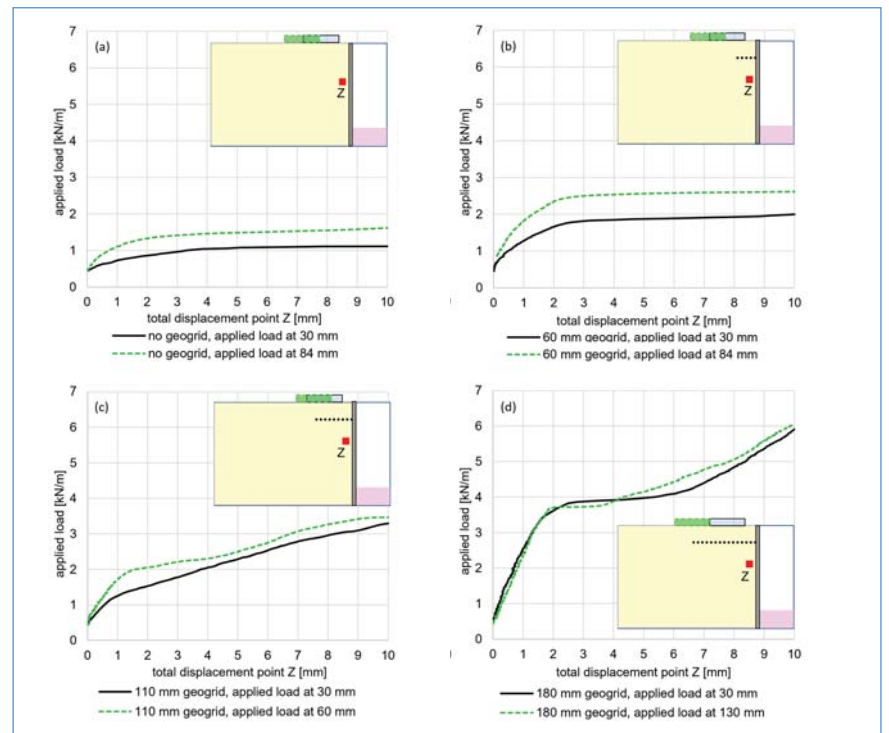 (a)
7
6
5
4
3
2
1
0
applied load [kN/m]
Z
0 1 2 3 4 5 6 7 8 9 10
total displacement point Z [mm]
no geogrid, applied load at 30 mm
no geogrid, applied load at 84 mm
(b)
7
6
5
4
3
2
1
0
applied load [kN/m]
Z
0 1 2 3 4 5 6 7 8 9 10
total displacement point Z [mm]
60 mm geogrid, applied load at 30 mm
60 mm geogrid, applied load at 84 mm
(c)
7
6
5
4
3
2
1
0
applied load [kN/m]
Z
0 1 2 3 4 5 6 7 8 9 10
total displacement point Z [mm]
110 mm geogrid, applied load at 30 mm
110 mm geogrid, applied load at 60 mm
(d)
7
6
5
4
3
2
1
0
applied load [kN/m]
Z
0 1 2 3 4 5 6 7 8 9 10
total displacement point Z [mm]
180 mm geogrid, applied load at 30 mm
180 mm geogrid, applied load at 130 mm